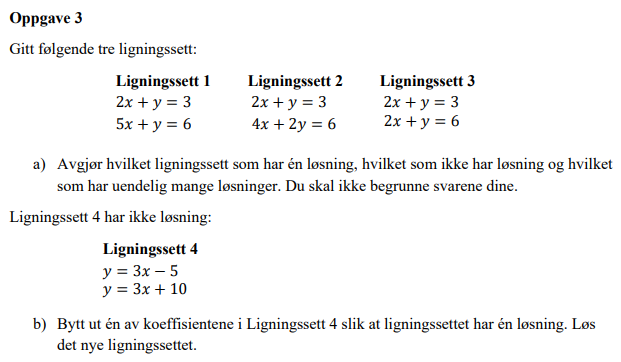 Oppgave 3
Gitt følgende tre ligningssett:
Ligningssett 1 Ligningssett 2 Ligningssett 3
2x + y = 3 2x + y = 3 2x + y = 3
5x + y = 6 4x + 2y = 6 2x + y = 6
a) Avgjør hvilket ligningssett som har én løsning, hvilket som ikke har løsning og hvilket
som har uendelig mange løsninger. Du skal ikke begrunne svarene dine.
Ligningssett 4 har ikke løsning:
Ligningssett 4
y = 3x − 5
y = 3x + 10
b) Bytt ut én av koeffisientene i Ligningssett 4 slik at ligningssettet har én løsning. Løs
det nye ligningssettet.